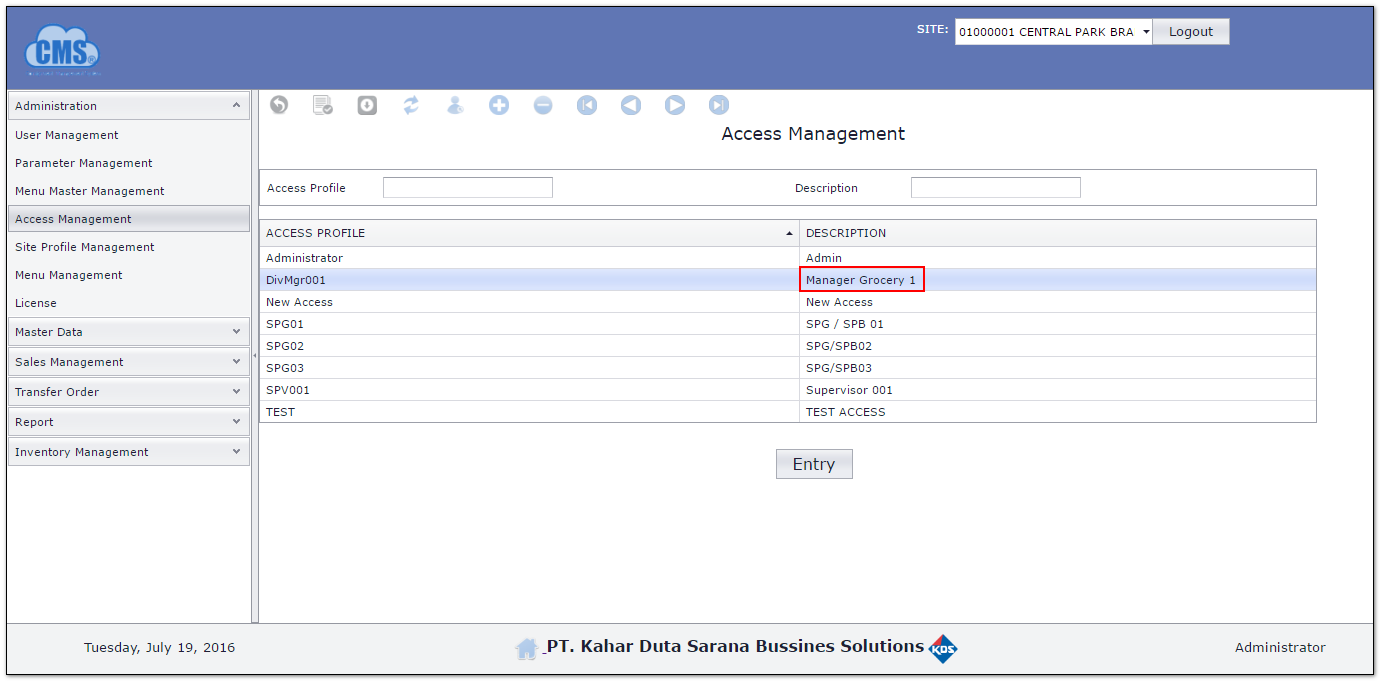 SITE: 01000001 CENTRAL PARK BRA Logout
CMS
Administration
User Management
Parameter Management
Menu Master Management
Access Management
Site Profile Management
Menu Management
License
Master Data
Sales Management
Transfer Order
Report
Inventory Management
Access Management
Access Profile Description
ACCESS PROFILE DESCRIPTION
Administrator Admin
DivMgr001 Manager Grocery 1
New Access New Access
SPG01 SPG / SPB 01
SPG02 SPG/SPB02
SPG03 SPG/SPB03
SPV001 Supervisor 001
TEST TEST ACCESS
Entry
Tuesday, July 19, 2016 PT. Kahar Duta Sarana Bussines Solutions KDS Administrator